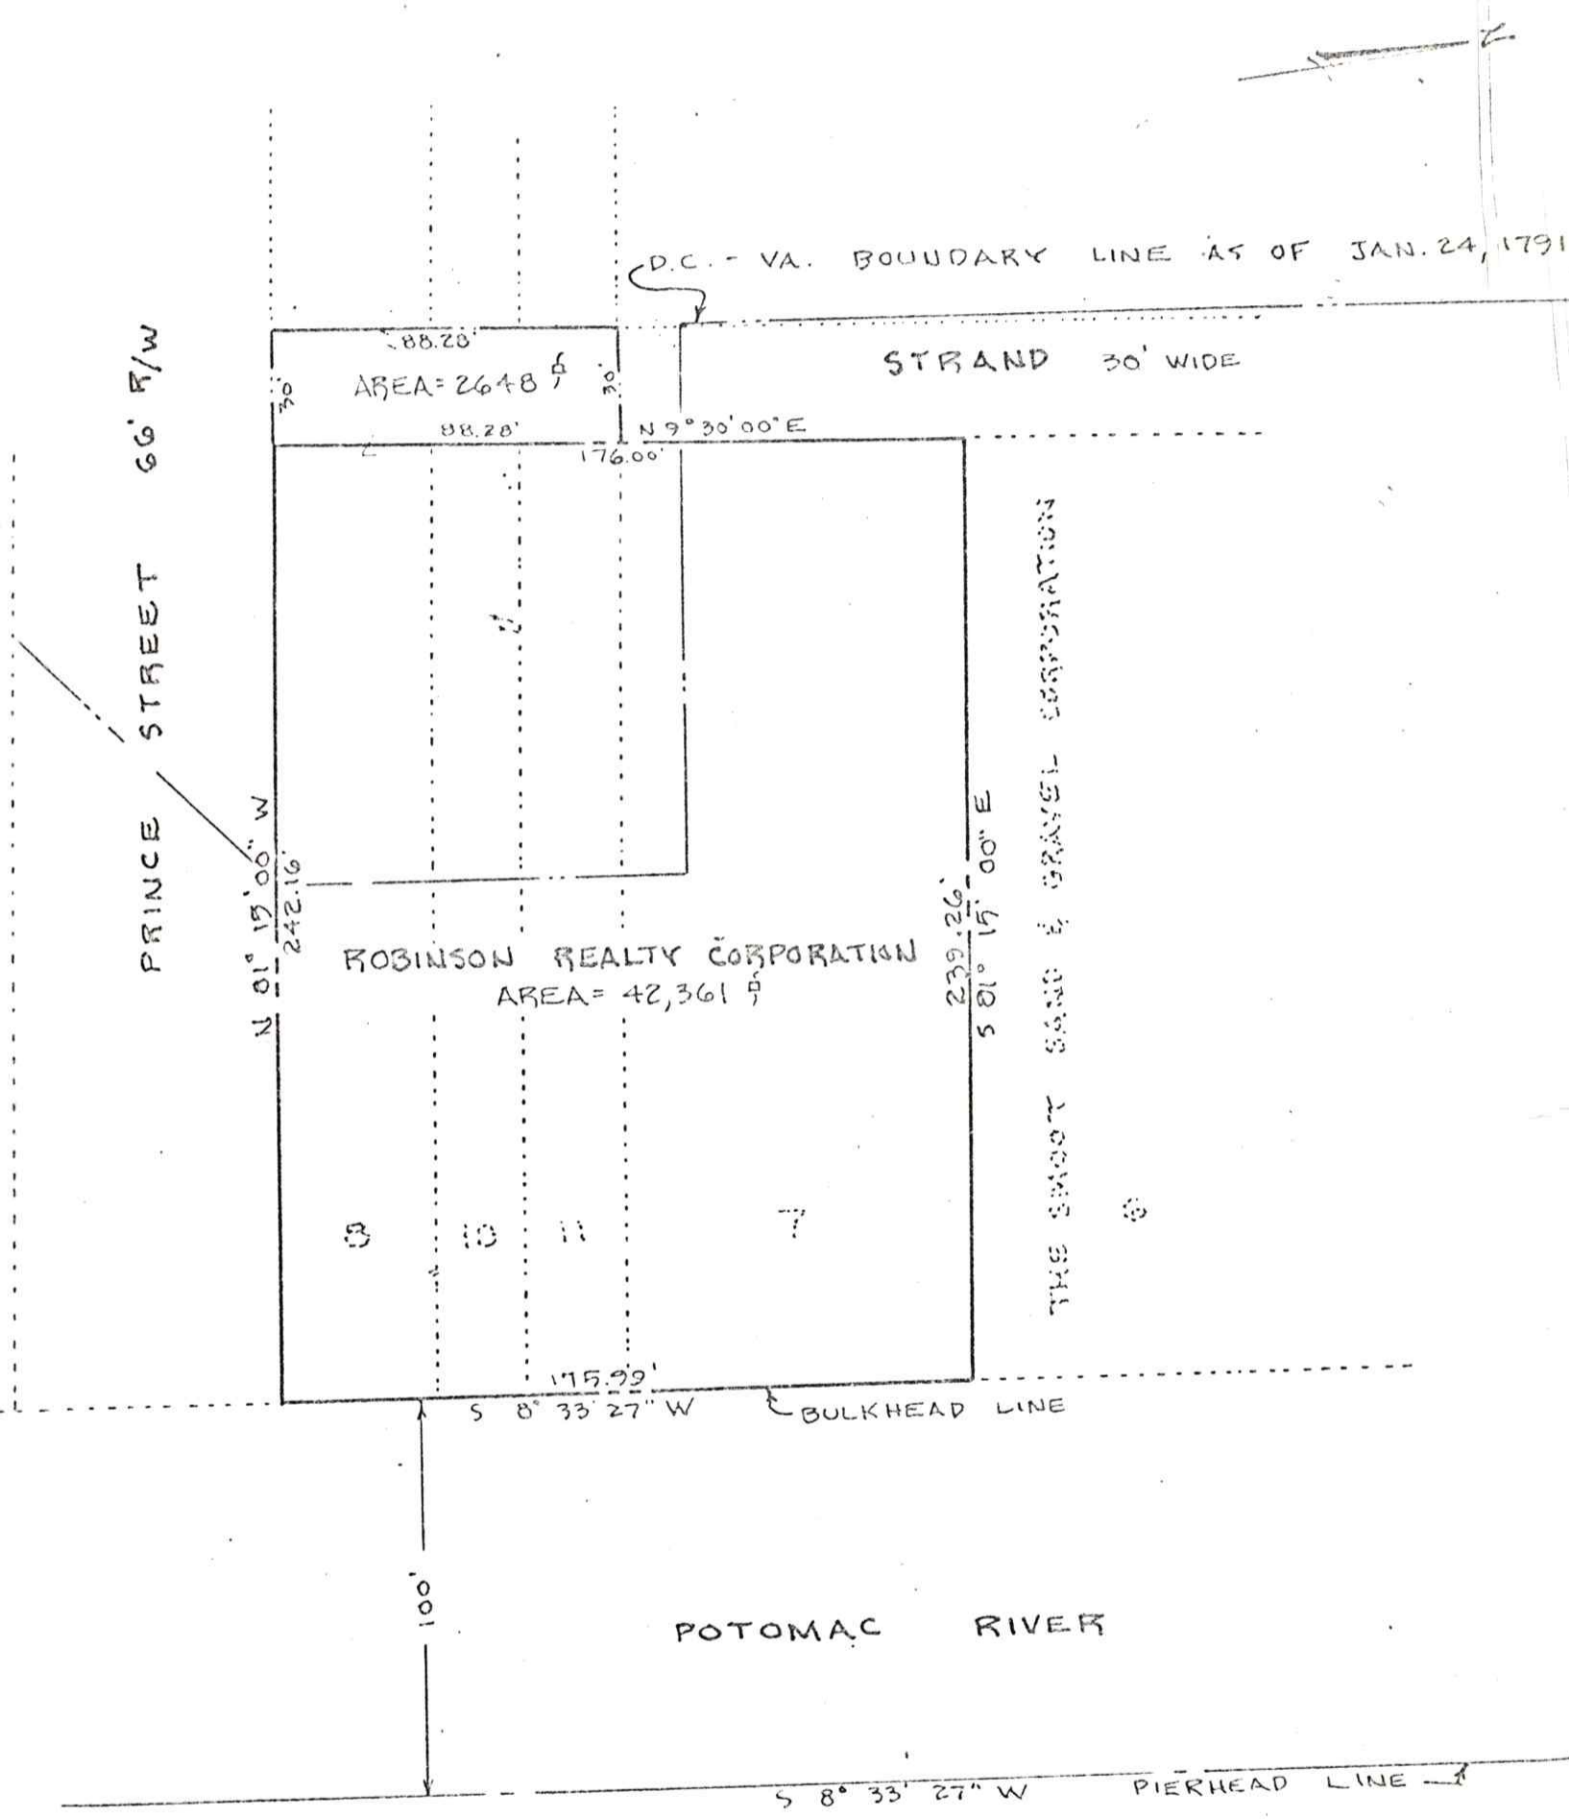 D.C. - VA. BOUNDARY LINE AS OF JAN. 24, 1791
88.28'
AREA = 2648
30'
30'
STRAND 30' WIDE
88.28'
N 9° 30' 00" E
176.00'
PRINCE STREET 66' R/W
N 81° 15' 00" W
242.16'
ROBINSON REALTY CORPORATION
AREA = 42,361
239.26'
S 81° 15' 00" E
THE SMOOT SAND & GRAVEL CORPORATION
8
10
11
7
175.99'
S 8° 33' 27" W
BULKHEAD LINE
100'
POTOMAC RIVER
S 8° 33' 27" W
PIERHEAD LINE